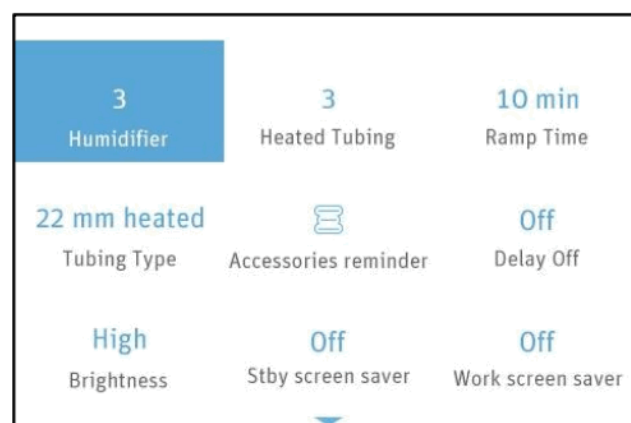 3
Humidifier
3
Heated Tubing
10 min
Ramp Time
22 mm heated
Tubing Type
Accessories reminder
Off
Delay Off
High
Brightness
Off
Stby screen saver
Off
Work screen saver